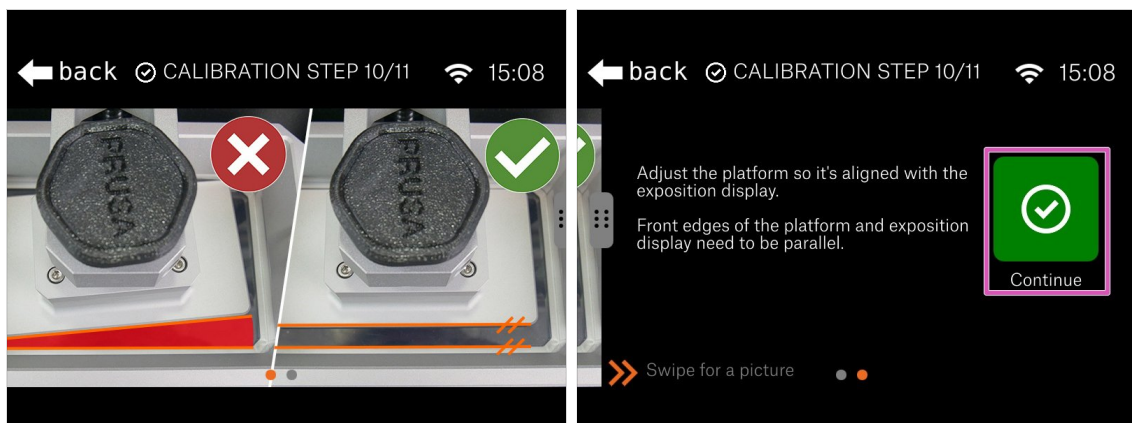 back CALIBRATION STEP 10/11 15:08
PRUSA
PRUSA
back CALIBRATION STEP 10/11 15:08
Adjust the platform so it's aligned with the
exposition display.
Front edges of the platform and exposition
display need to be parallel.
Continue
Swipe for a picture